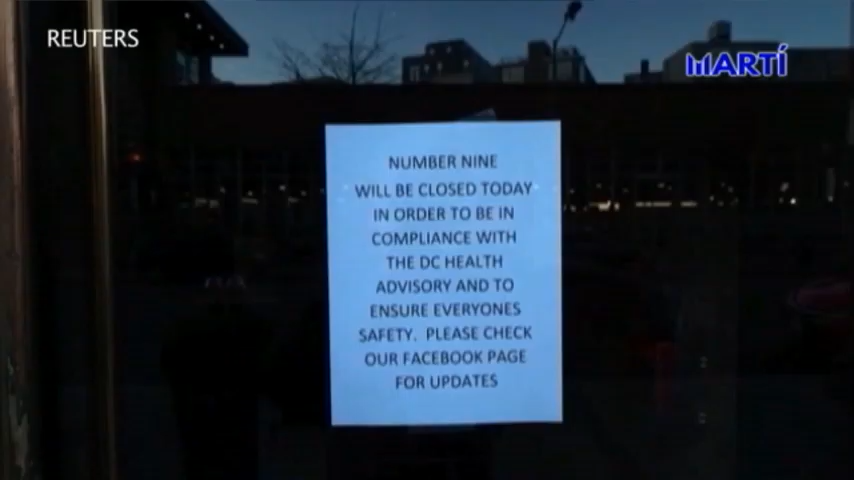 REUTERS
MARTÍ
NUMBER NINE
WILL BE CLOSED TODAY
IN ORDER TO BE IN
COMPLIANCE WITH
THE DC HEALTH
ADVISORY AND TO
ENSURE EVERYONES
SAFETY. PLEASE CHECK
OUR FACEBOOK PAGE
FOR UPDATES